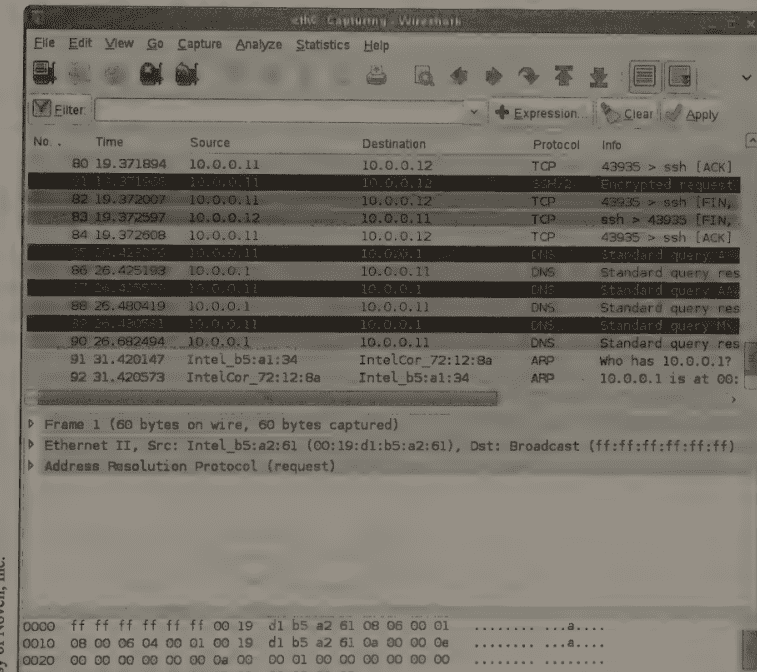 eth0: Capturing - Wireshark
File Edit View Go Capture Analyze Statistics Help
Filter: Expression... Clear Apply
No. . Time Source Destination Protocol Info
80 19.371894 10.0.0.11 10.0.0.12 TCP 43935 > ssh [ACK]
10.0.0.11 10.0.0.12 SSHv2 Encrypted request
82 19.372007 10.0.0.11 10.0.0.12 TCP 43935 > ssh [FIN,
83 19.372597 10.0.0.12 10.0.0.11 TCP ssh > 43935 [FIN,
84 19.372608 10.0.0.11 10.0.0.12 TCP 43935 > ssh [ACK]
10.0.0.11 10.0.0.1 DNS Standard query
86 26.425193 10.0.0.1 10.0.0.11 DNS Standard query res
10.0.0.11 10.0.0.1 DNS Standard query
88 26.480419 10.0.0.1 10.0.0.11 DNS Standard query res
10.0.0.11 10.0.0.1 DNS Standard query MX
90 26.682494 10.0.0.1 10.0.0.11 DNS Standard query res
91 31.420147 Intel_b5:a1:34 IntelCor_72:12:8a ARP Who has 10.0.0.1?
92 31.420573 IntelCor_72:12:8a Intel_b5:a1:34 ARP 10.0.0.1 is at 00:
Frame 1 (60 bytes on wire, 60 bytes captured)
Ethernet II, Src: Intel_b5:a2:61 (00:19:d1:b5:a2:61), Dst: Broadcast (ff:ff:ff:ff:ff:ff)
Address Resolution Protocol (request)
0000 ff ff ff ff ff ff 00 19 d1 b5 a2 61 08 06 00 01 ........ ...a....
0010 08 00 06 04 00 01 00 19 d1 b5 a2 61 0a 00 00 0e ........ ...a....
0020 00 00 00 00 00 00 0a 00 00 01 00 00 00 00 00 00 ........ ........
of Novell, Inc.